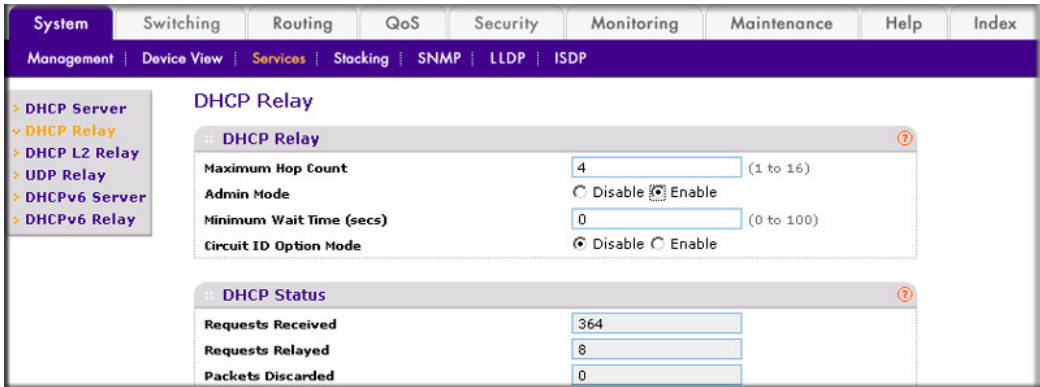 System Switching Routing QoS Security Monitoring Maintenance Help Index
Management Device View Services Stacking SNMP LLDP ISDP
DHCP Server
DHCP Relay
DHCP L2 Relay
UDP Relay
DHCPv6 Server
DHCPv6 Relay
DHCP Relay
DHCP Relay ?
Maximum Hop Count 4 (1 to 16)
Admin Mode Disable Enable
Minimum Wait Time (secs) 0 (0 to 100)
Circuit ID Option Mode Disable Enable
DHCP Status ?
Requests Received 364
Requests Relayed 8
Packets Discarded 0